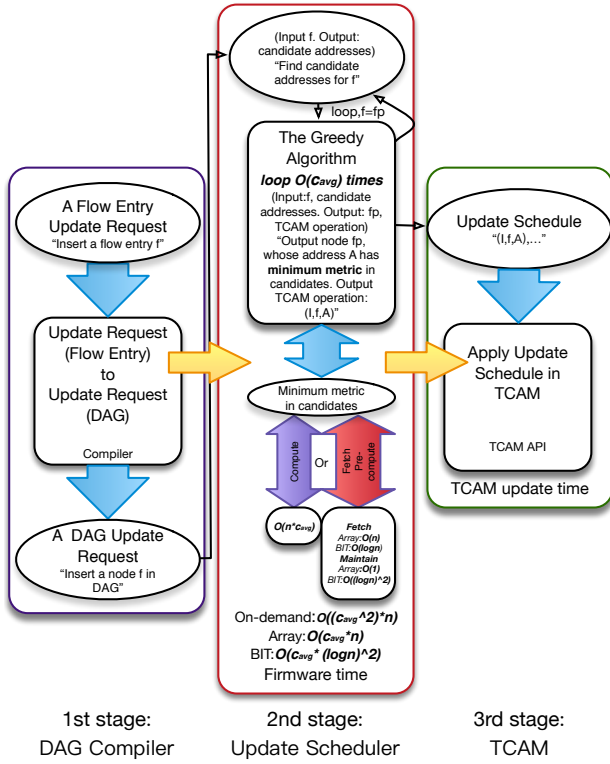 A Flow Entry
Update Request
“Insert a flow entry f”
Update Request
(Flow Entry)
to
Update Request
(DAG)
Compiler
A DAG Update
Request
“Insert a node f in
DAG”
1st stage:
DAG Compiler
(Input f. Output:
candidate addresses)
“Find candidate
addresses for f”
loop,f=fp
The Greedy
Algorithm
loop O(cavg) times
(Input:f, candidate
addresses. Output: fp,
TCAM operation)
“Output node fp,
whose address A has
minimum metric in
candidates. Output
TCAM operation:
(I,f,A)”
Minimum metric
in candidates
Compute
Or
Fetch
Pre-
compute
O(n*cavg)
Fetch
Array:O(n)
BIT:O(logn)
Maintain
Array:O(1)
BIT:O((logn)^2)
On-demand:O((cavg^2)*n)
Array:O(cavg*n)
BIT:O(cavg* (logn)^2)
Firmware time
2nd stage:
Update Scheduler
Update Schedule
“(I,f,A),...”
Apply Update
Schedule in
TCAM
TCAM API
TCAM update time
3rd stage:
TCAM